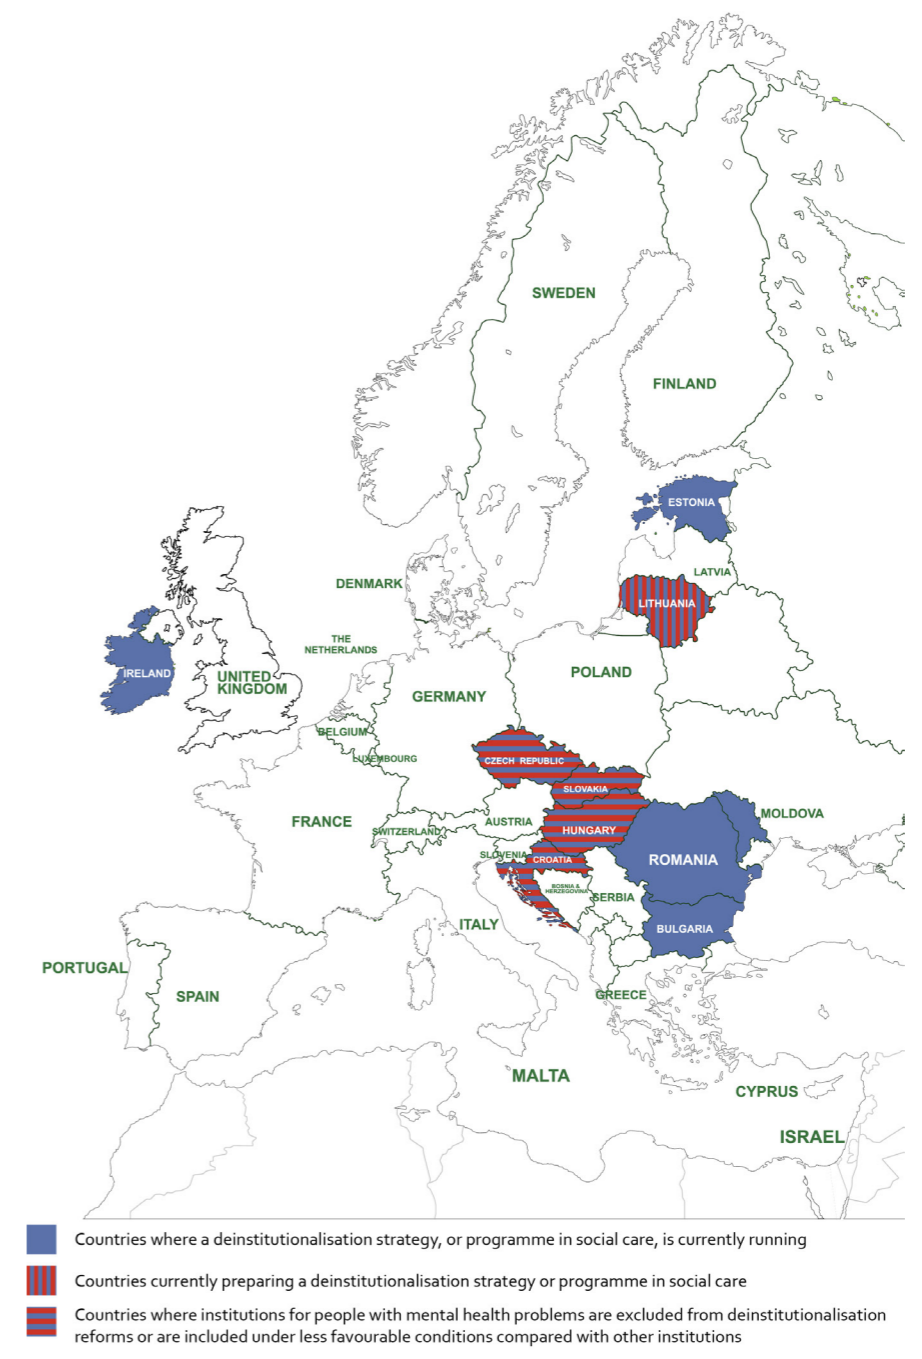 SWEDEN
FINLAND
ESTONIA
LATVIA
DENMARK
LITHUANIA
THE
NETHERLANDS
IRELAND
UNITED
KINGDOM
POLAND
GERMANY
BELGIUM
LUXEMBOURG
CZECH REPUBLIC
SLOVAKIA
FRANCE
SWITZERLAND
AUSTRIA
HUNGARY
MOLDOVA
SLOVENIA
CROATIA
ROMANIA
BOSNIA &
HERZEGOVINA
SERBIA
ITALY
BULGARIA
PORTUGAL
SPAIN
GREECE
MALTA
CYPRUS
ISRAEL
Countries where a deinstitutionalisation strategy, or programme in social care, is currently running
Countries currently preparing a deinstitutionalisation strategy or programme in social care
Countries where institutions for people with mental health problems are excluded from deinstitutionalisation
reforms or are included under less favourable conditions compared with other institutions